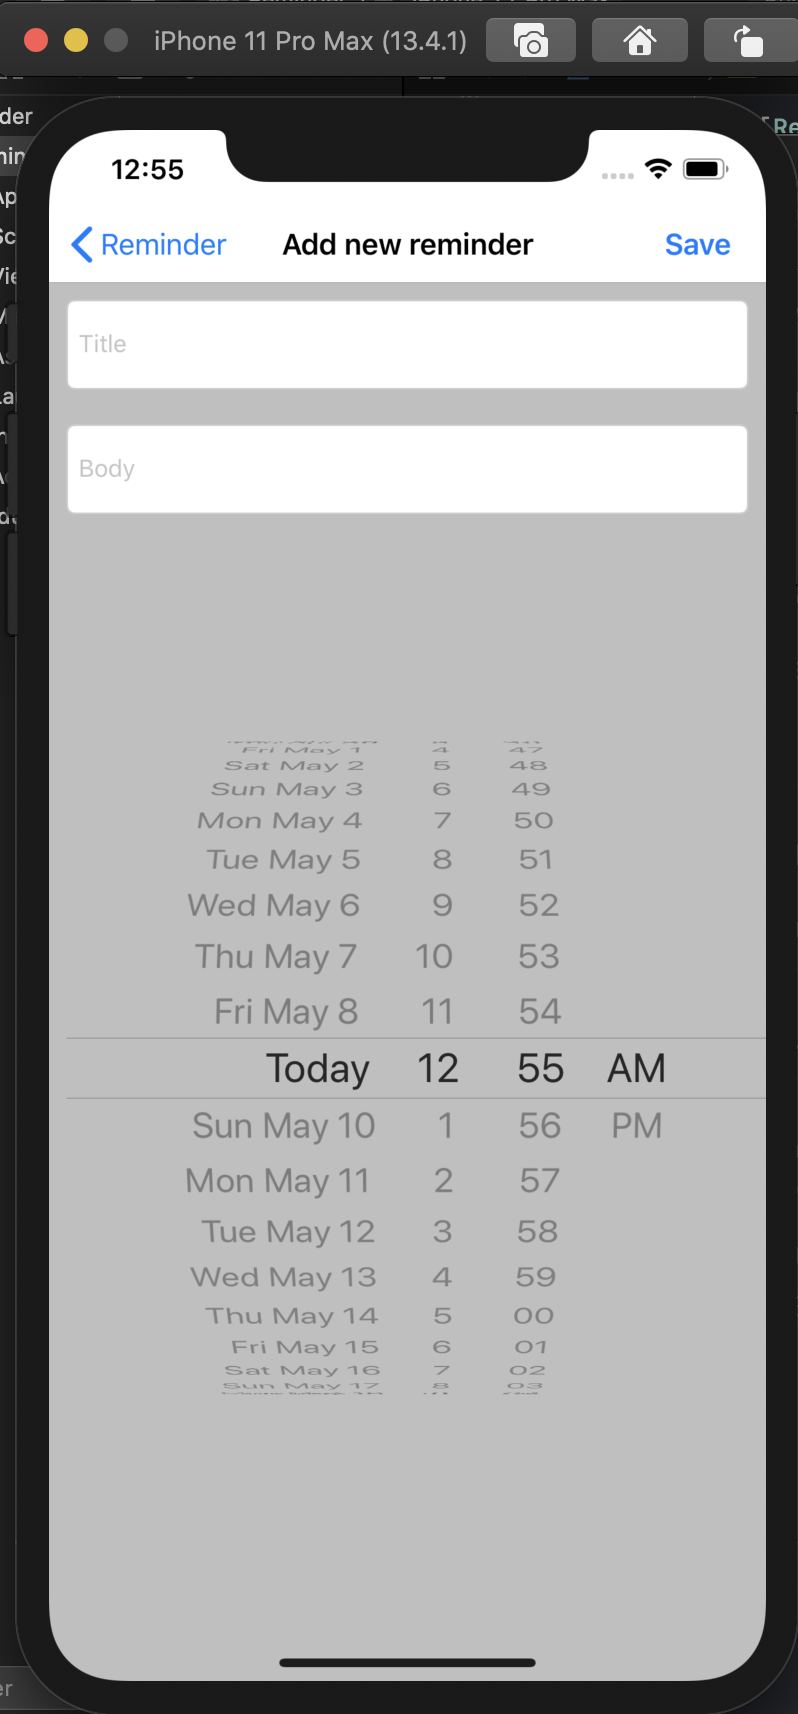 iPhone 11 Pro Max (13.4.1)
12:55
Reminder Add new reminder Save
Title
Body
Fri May 1 4 47
Sat May 2 5 48
Sun May 3 6 49
Mon May 4 7 50
Tue May 5 8 51
Wed May 6 9 52
Thu May 7 10 53
Fri May 8 11 54
Today 12 55 AM
Sun May 10 1 56 PM
Mon May 11 2 57
Tue May 12 3 58
Wed May 13 4 59
Thu May 14 5 00
Fri May 15 6 01
Sat May 16 7 02
Sun May 17 8 03